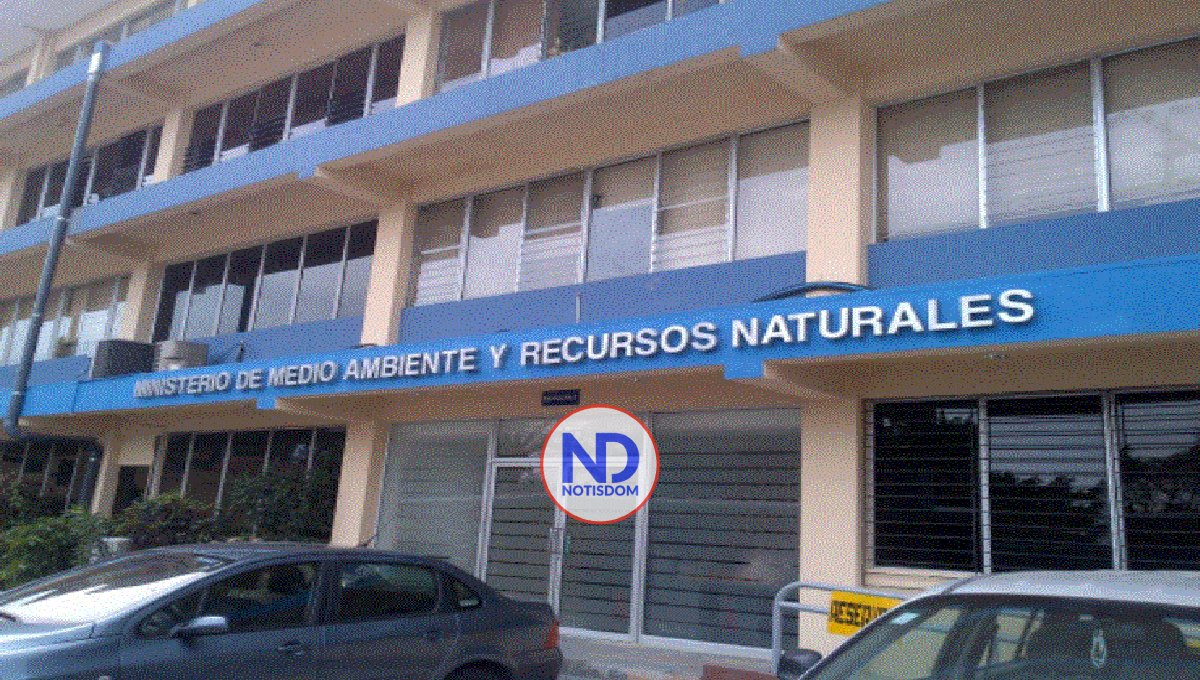 MINISTERIO DE MEDIO AMBIENTE Y RECURSOS NATURALES
ND
NOTISDOM